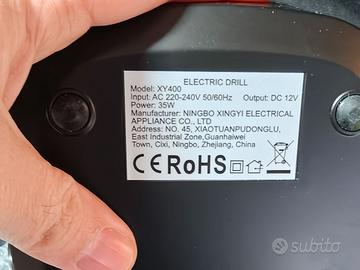 ELECTRIC DRILL
Model: XY400
Input: AC 220-240V 50/60Hz Output: DC 12V
Power: 35W
Manufacturer: NINGBO XINGYI ELECTRICAL
APPLIANCE CO., LTD
Address: NO. 45, XIAOTUANPUDONGLU,
East Industrial Zone,Guanhaiwei
Town, Cixi, Ningbo, Zhejiang, China
CE RoHS
subito